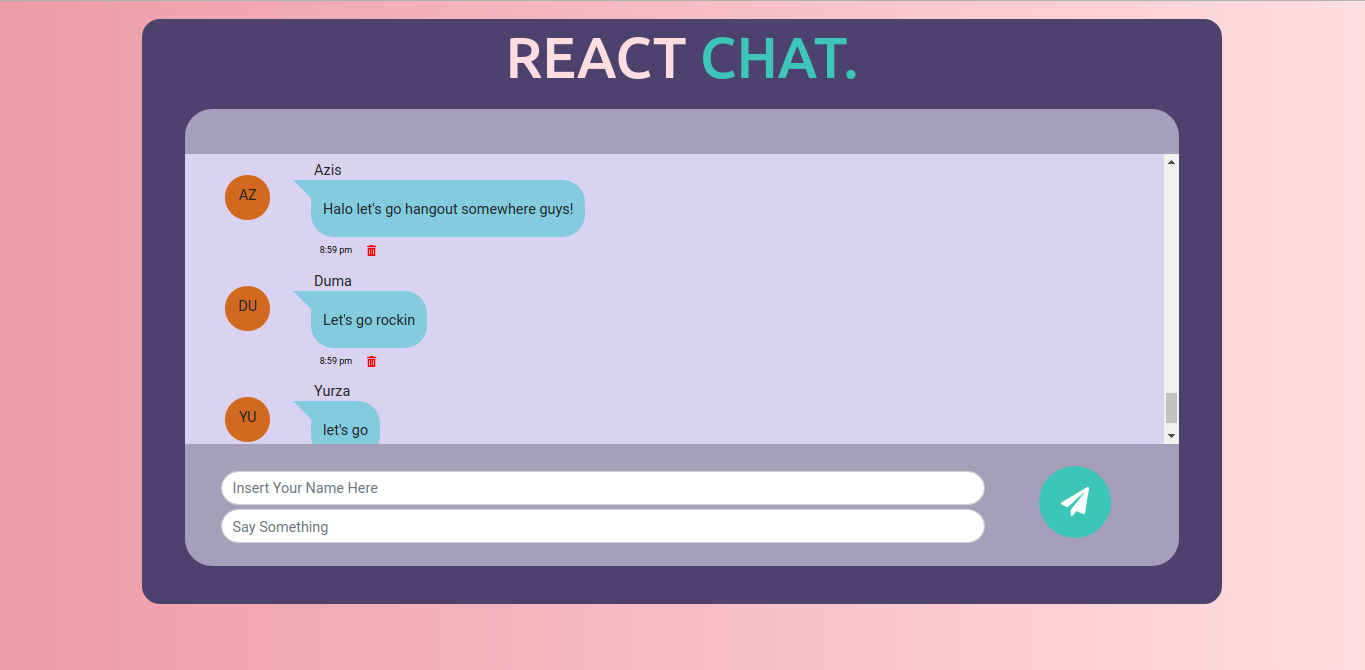 REACT CHAT.
Azis
AZ
Halo let's go hangout somewhere guys!
8:59 pm
Duma
DU
Let's go rockin
8:59 pm
Yurza
YU
let's go
Insert Your Name Here
Say Something